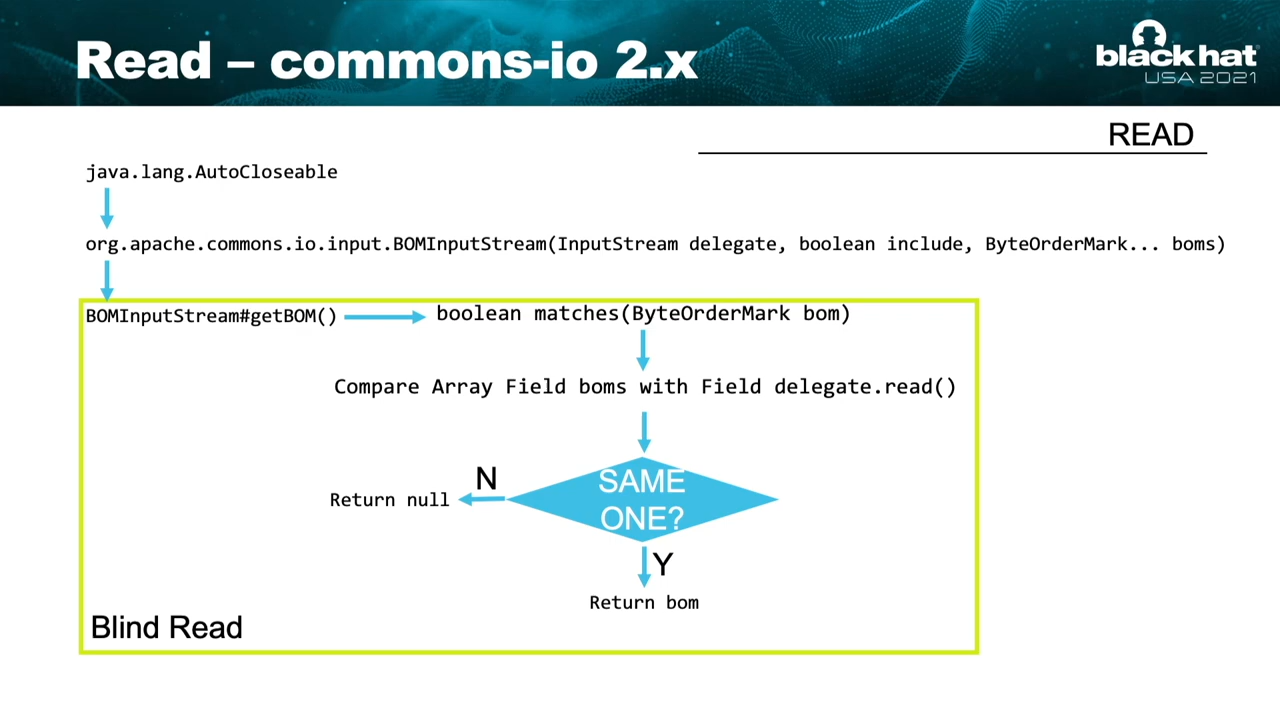 Read – commons-io 2.x
black hat
USA 2021
READ
java.lang.AutoCloseable
org.apache.commons.io.input.BOMInputStream(InputStream delegate, boolean include, ByteOrderMark... boms)
BOMInputStream#getBOM()
boolean matches(ByteOrderMark bom)
Compare Array Field boms with Field delegate.read()
SAME
ONE?
N
Return null
Y
Return bom
Blind Read